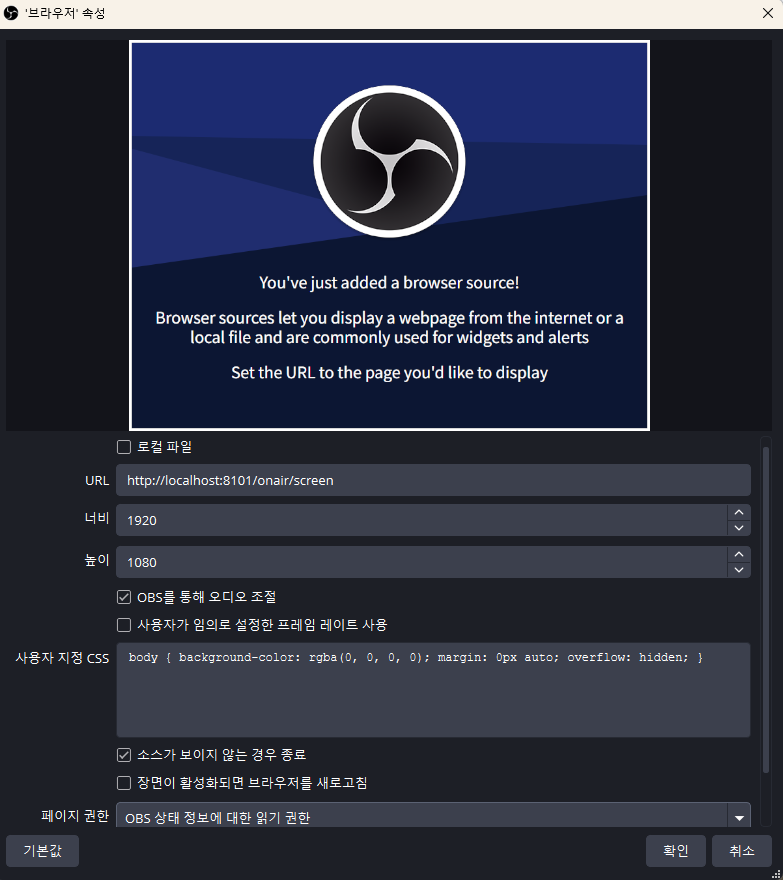 '브라우저' 속성
You've just added a browser source!
Browser sources let you display a webpage from the internet or a
local file and are commonly used for widgets and alerts
Set the URL to the page you'd like to display
로컬 파일
URL http://localhost:8101/onair/screen
너비 1920
높이 1080
OBS를 통해 오디오 조절
사용자가 임의로 설정한 프레임 레이트 사용
사용자 지정 CSS body { background-color: rgba(0, 0, 0, 0); margin: 0px auto; overflow: hidden; }
소스가 보이지 않는 경우 종료
장면이 활성화되면 브라우저를 새로고침
페이지 권한 OBS 상태 정보에 대한 읽기 권한
기본값 확인 취소